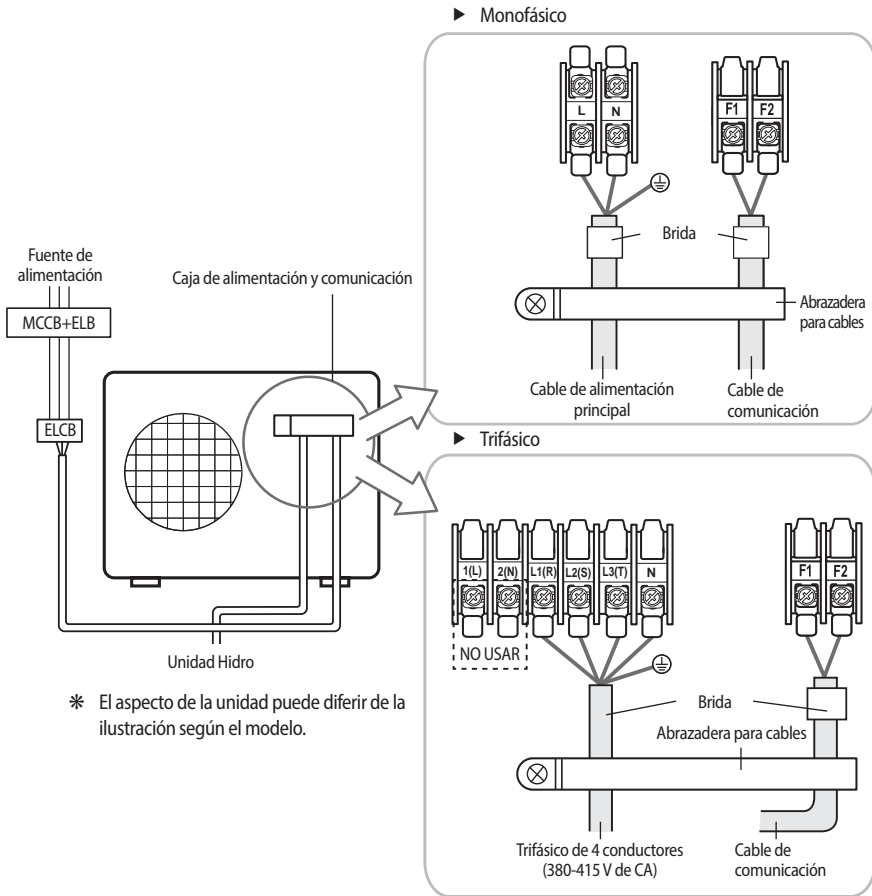 ▶ Monofásico
L N
F1 F2
Brida
Abrazadera
para cables
Cable de alimentación
principal
Cable de
comunicación
Fuente de
alimentación
MCCB+ELB
ELCB
Caja de alimentación y comunicación
Unidad Hidro
✻ El aspecto de la unidad puede diferir de la
ilustración según el modelo.
▶ Trifásico
1(L) 2(N) L1(R) L2(S) L3(T) N
F1 F2
NO USAR
Brida
Abrazadera para cables
Trifásico de 4 conductores
(380-415 V de CA)
Cable de
comunicación